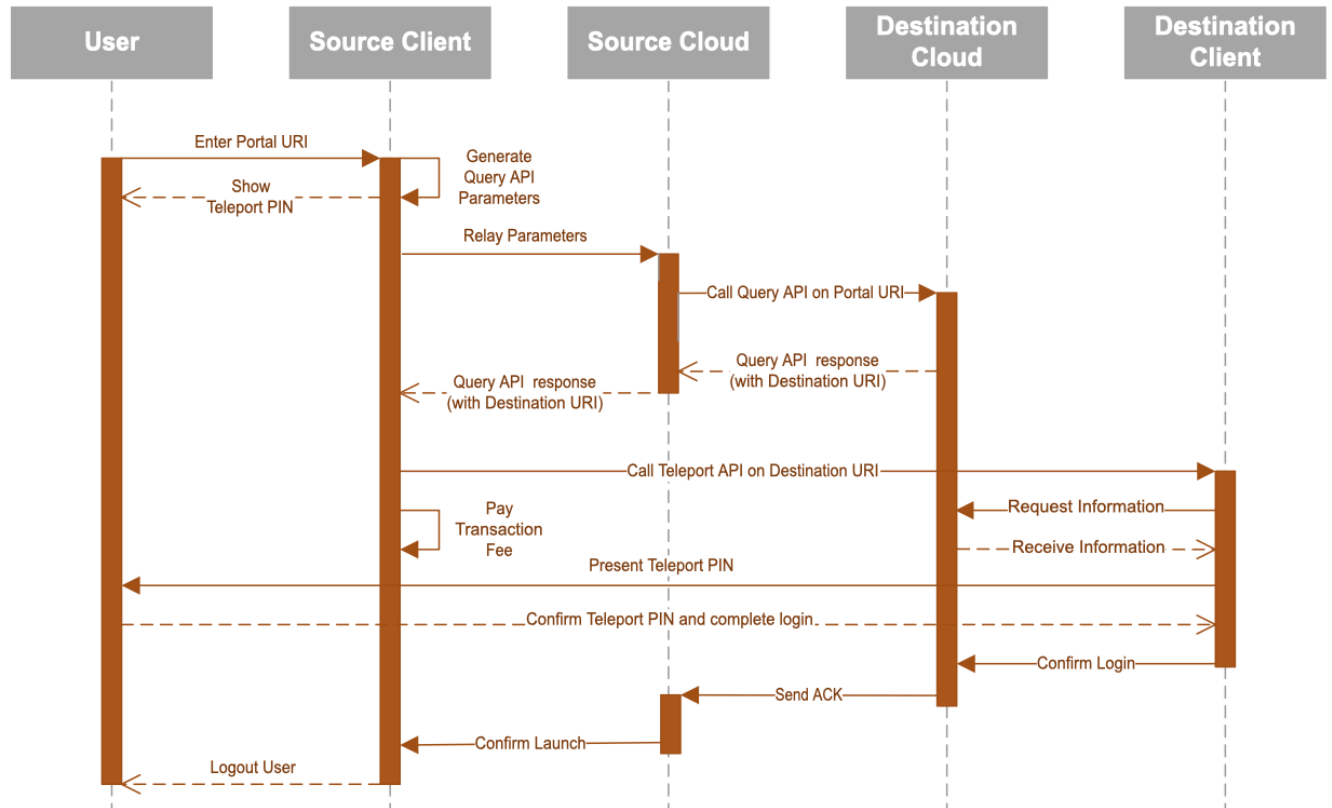 User
Source Client
Source Cloud
Destination
Cloud
Destination
Client
Enter Portal URI
Generate
Query API
Parameters
Show
Teleport PIN
Relay Parameters
Call Query API on Portal URI
Query API response
(with Destination URI)
Query API response
(with Destination URI)
Call Teleport API on Destination URI
Pay
Transaction
Fee
Request Information
Receive Information
Present Teleport PIN
Confirm Teleport PIN and complete login
Confirm Login
Send ACK
Confirm Launch
Logout User